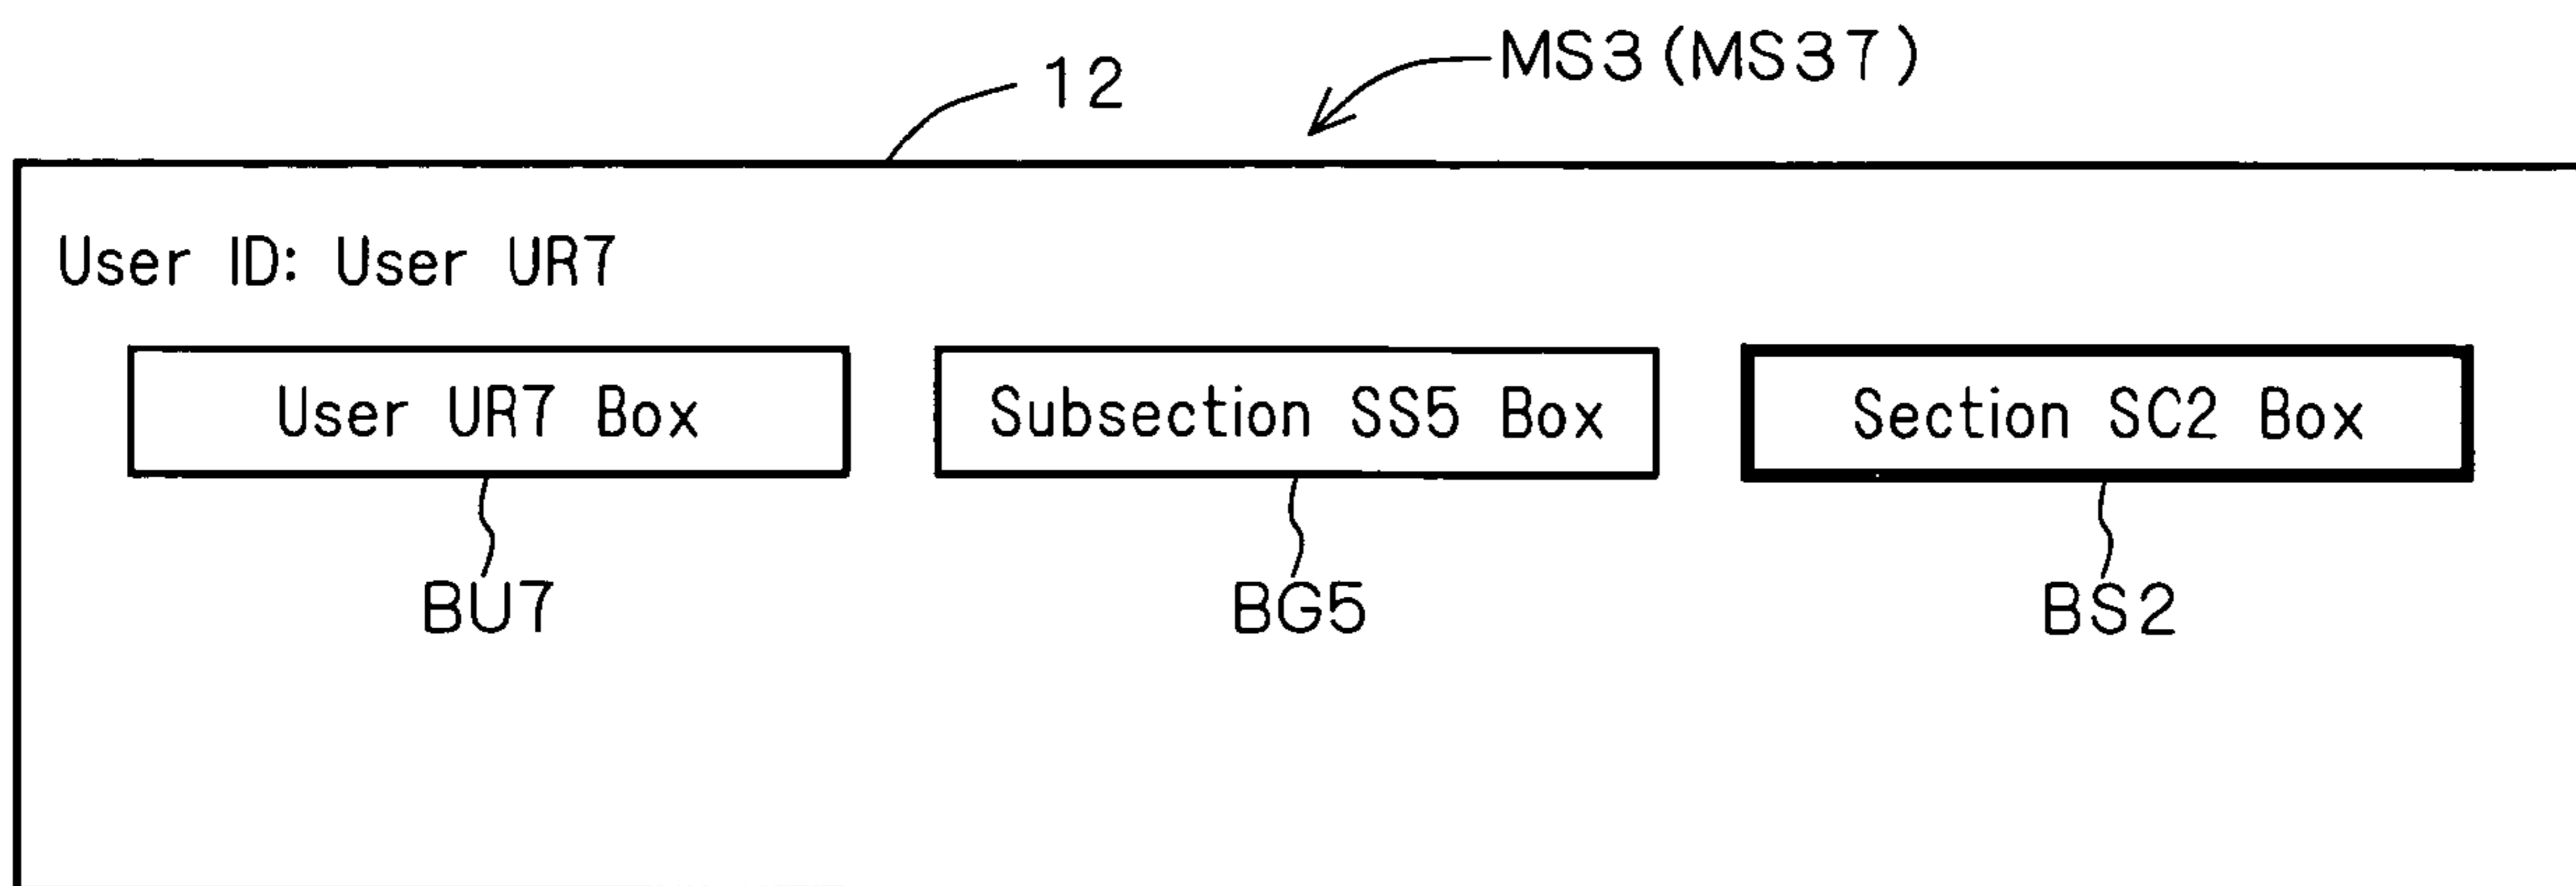 MS3(MS37)
12
User ID: User UR7
User UR7 Box Subsection SS5 Box Section SC2 Box
BU7 BG5 BS2